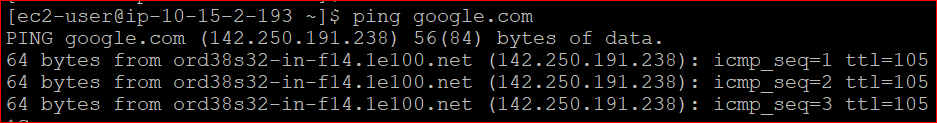 [ec2-user@ip-10-15-2-193 ~]$ ping google.com
PING google.com (142.250.191.238) 56(84) bytes of data.
64 bytes from ord38s32-in-f14.1e100.net (142.250.191.238): icmp_seq=1 ttl=105
64 bytes from ord38s32-in-f14.1e100.net (142.250.191.238): icmp_seq=2 ttl=105
64 bytes from ord38s32-in-f14.1e100.net (142.250.191.238): icmp_seq=3 ttl=105